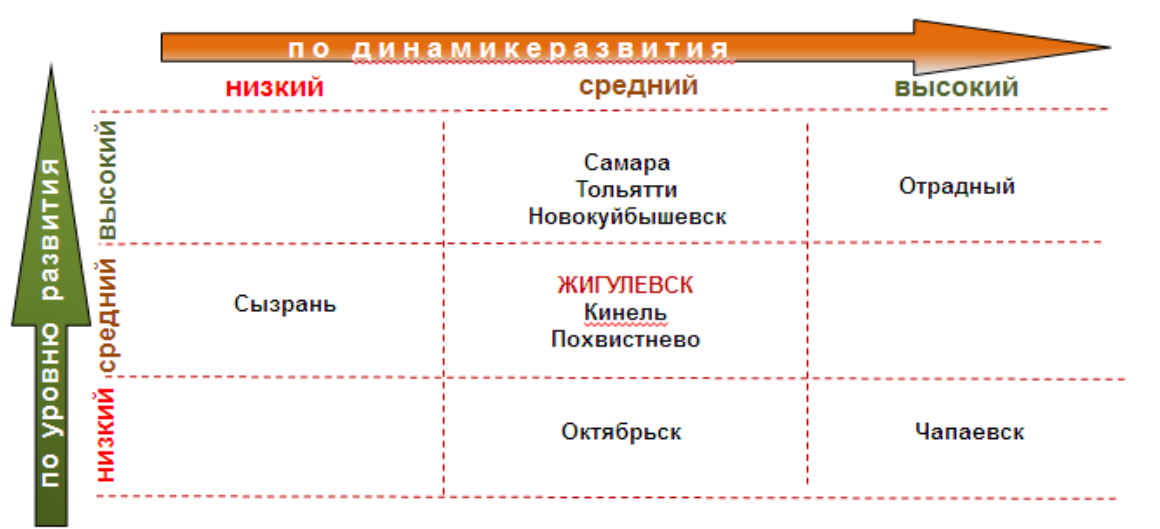 по динамикеразвития
низкий средний высокий
по уровню развития
высокий
Самара
Тольятти
Новокуйбышевск
Отрадный
средний
Сызрань
ЖИГУЛЕВСК
Кинель
Похвистнево
низкий
Октябрьск
Чапаевск